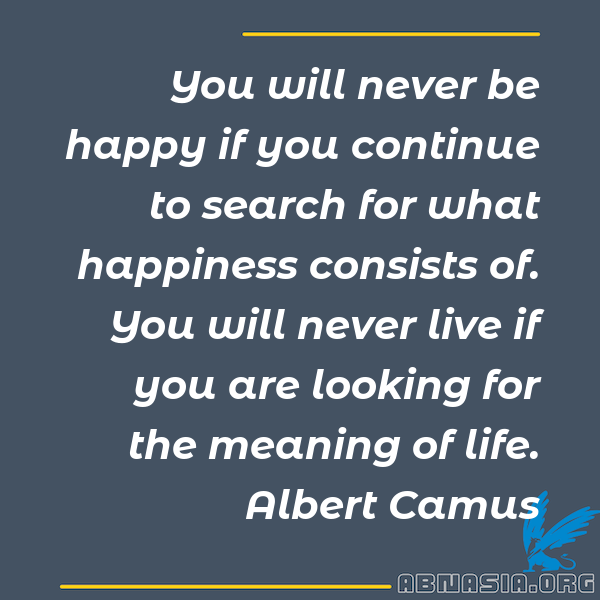 You will never be
happy if you continue
to search for what
happiness consists of.
You will never live if
you are looking for
the meaning of life.
Albert Camus
ABNASIA.ORG